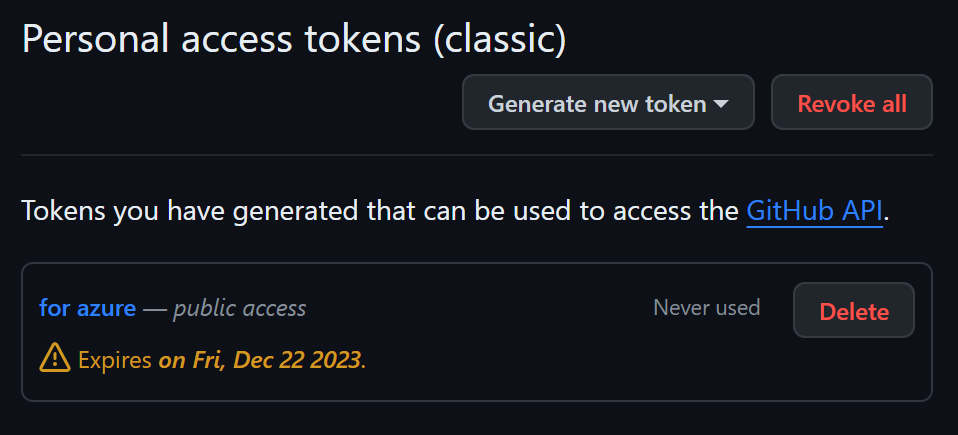 Personal access tokens (classic)
Generate new token Revoke all
Tokens you have generated that can be used to access the GitHub API.
for azure — public access Never used Delete
Expires on Fri, Dec 22 2023.